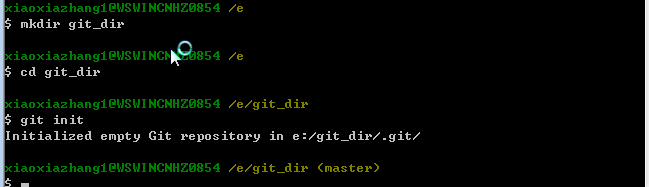 xiaoxiazhang1@WSWINCNHZ0854 /e
$ mkdir git_dir
xiaoxiazhang1@WSWINCNHZ0854 /e
$ cd git_dir
xiaoxiazhang1@WSWINCNHZ0854 /e/git_dir
$ git init
Initialized empty Git repository in e:/git_dir/.git/
xiaoxiazhang1@WSWINCNHZ0854 /e/git_dir (master)
$